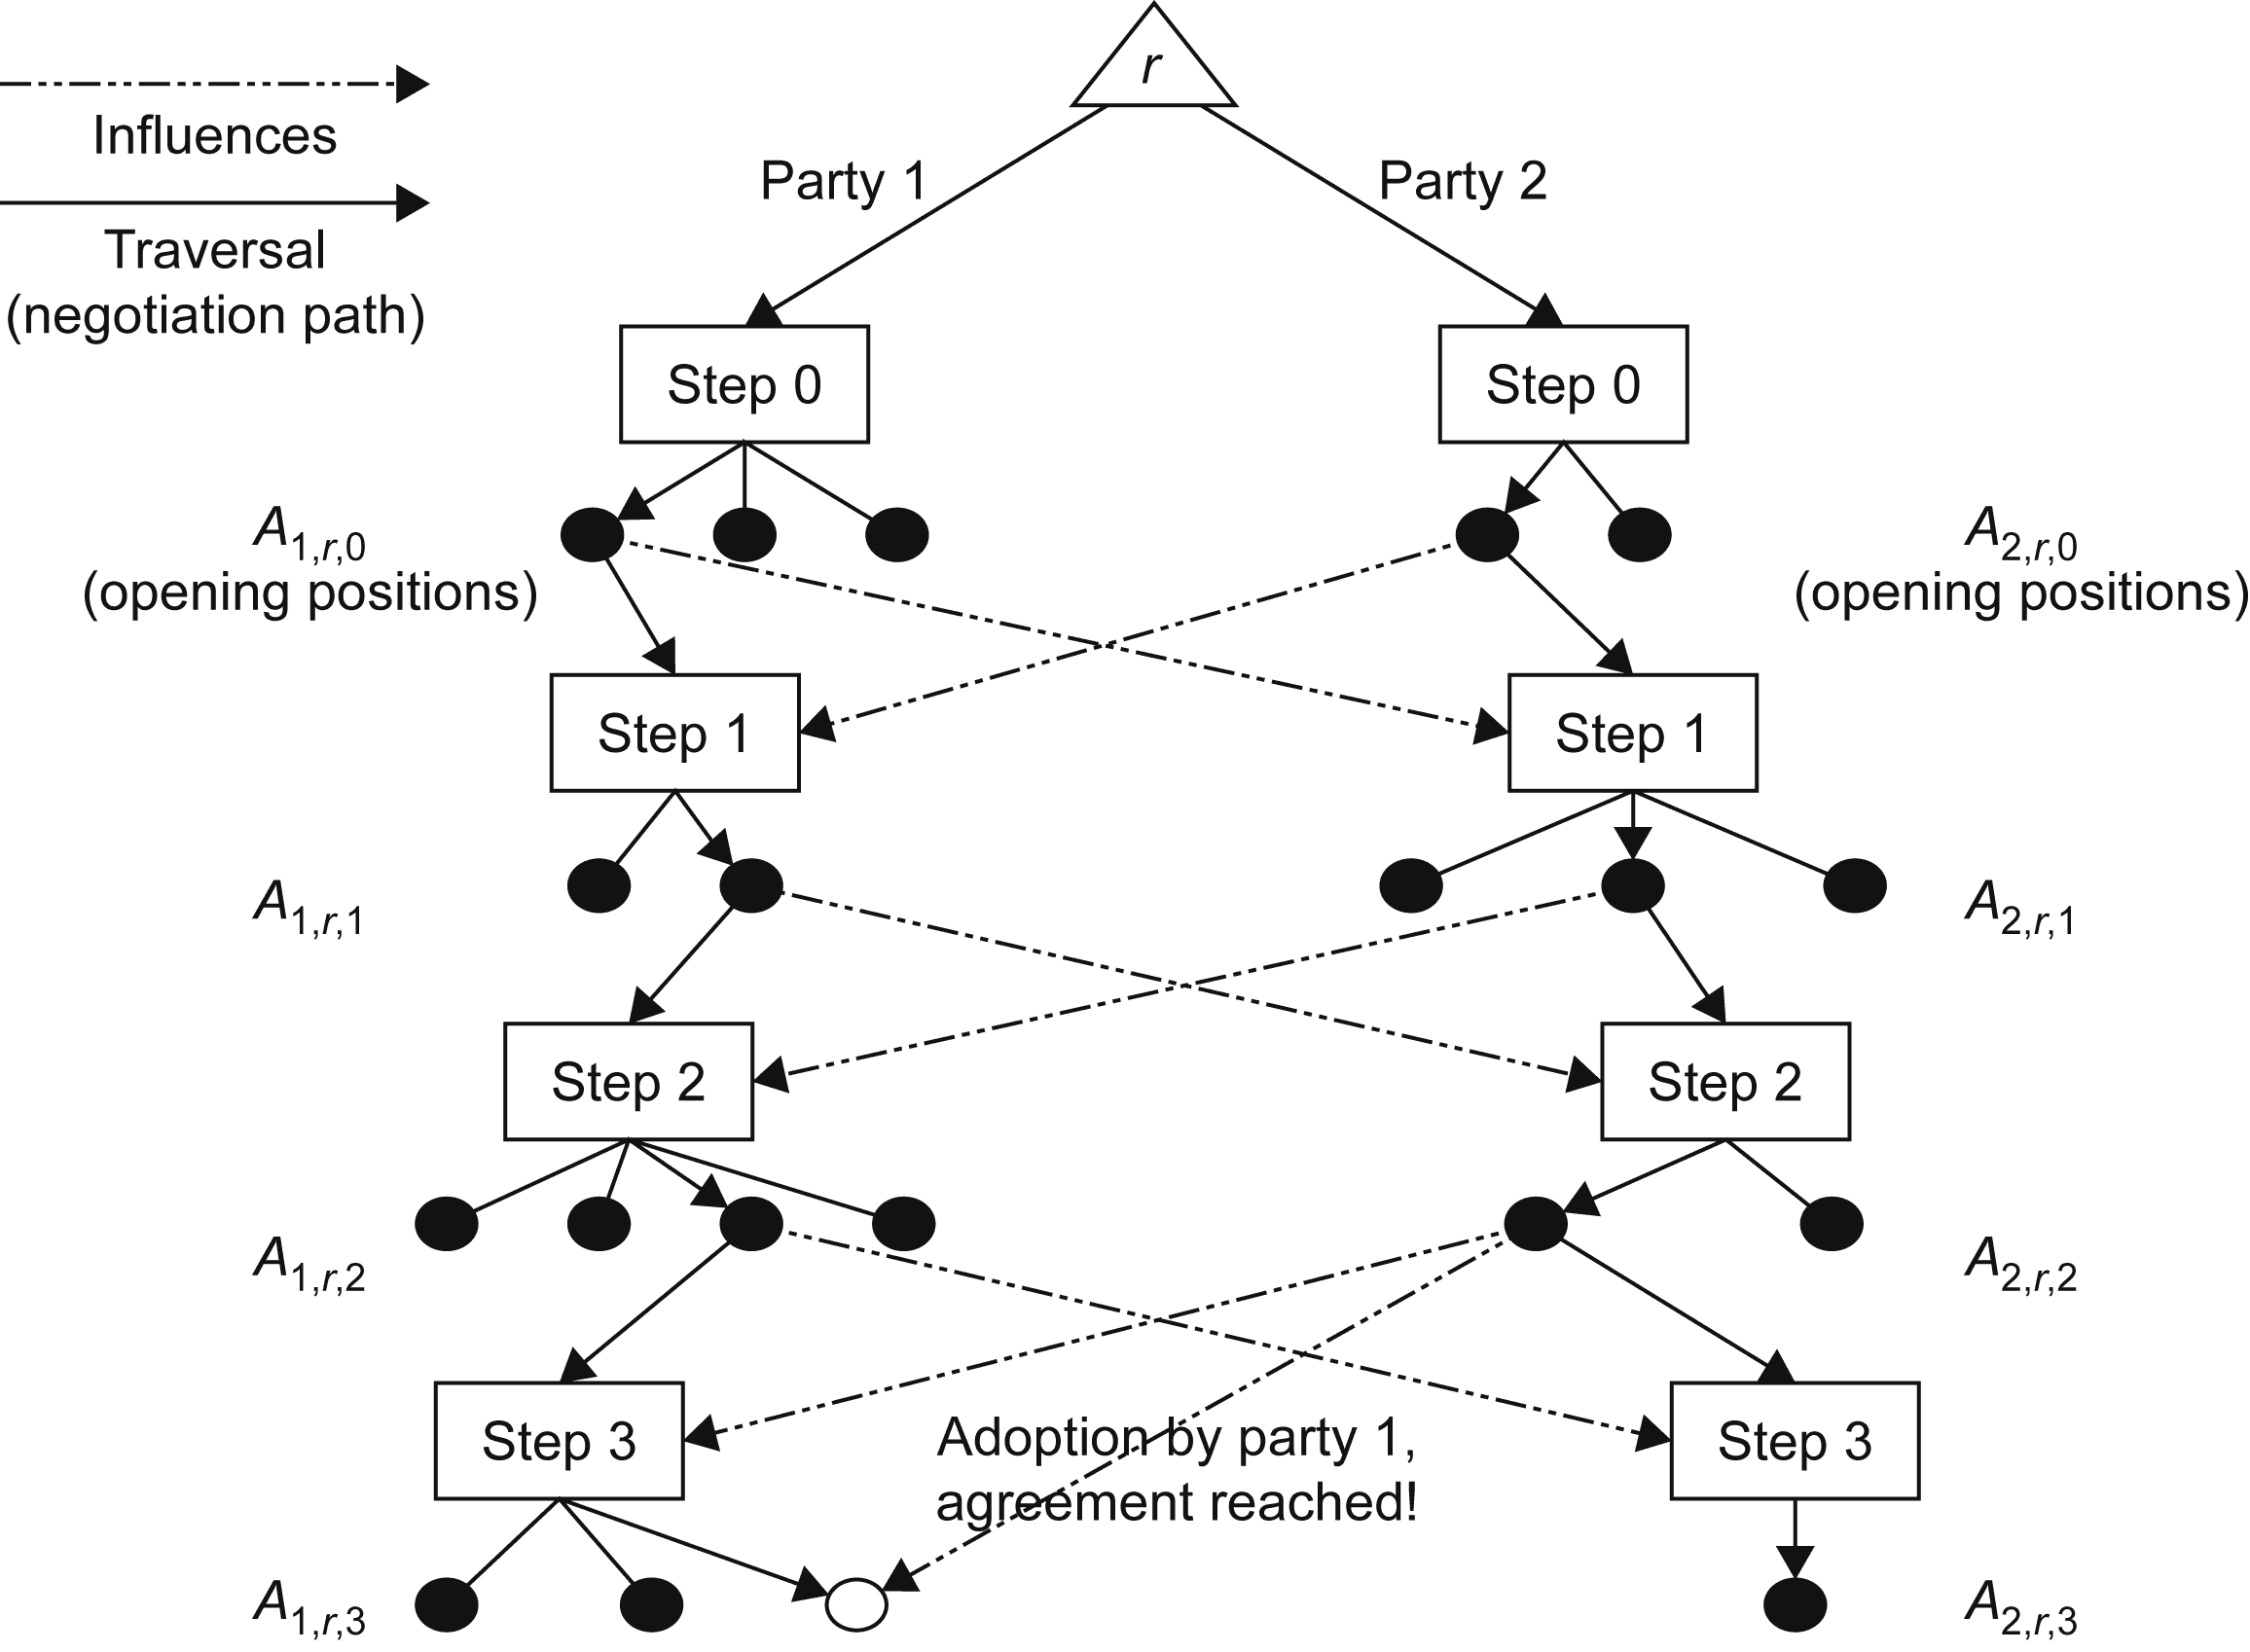 r
Influences
Party 1
Party 2
Traversal
(negotiation path)
Step 0
Step 0
A1,r,0
(opening positions)
A2,r,0
(opening positions)
Step 1
Step 1
A1,r,1
A2,r,1
Step 2
Step 2
A1,r,2
A2,r,2
Step 3
Adoption by party 1,
agreement reached!
Step 3
A1,r,3
A2,r,3